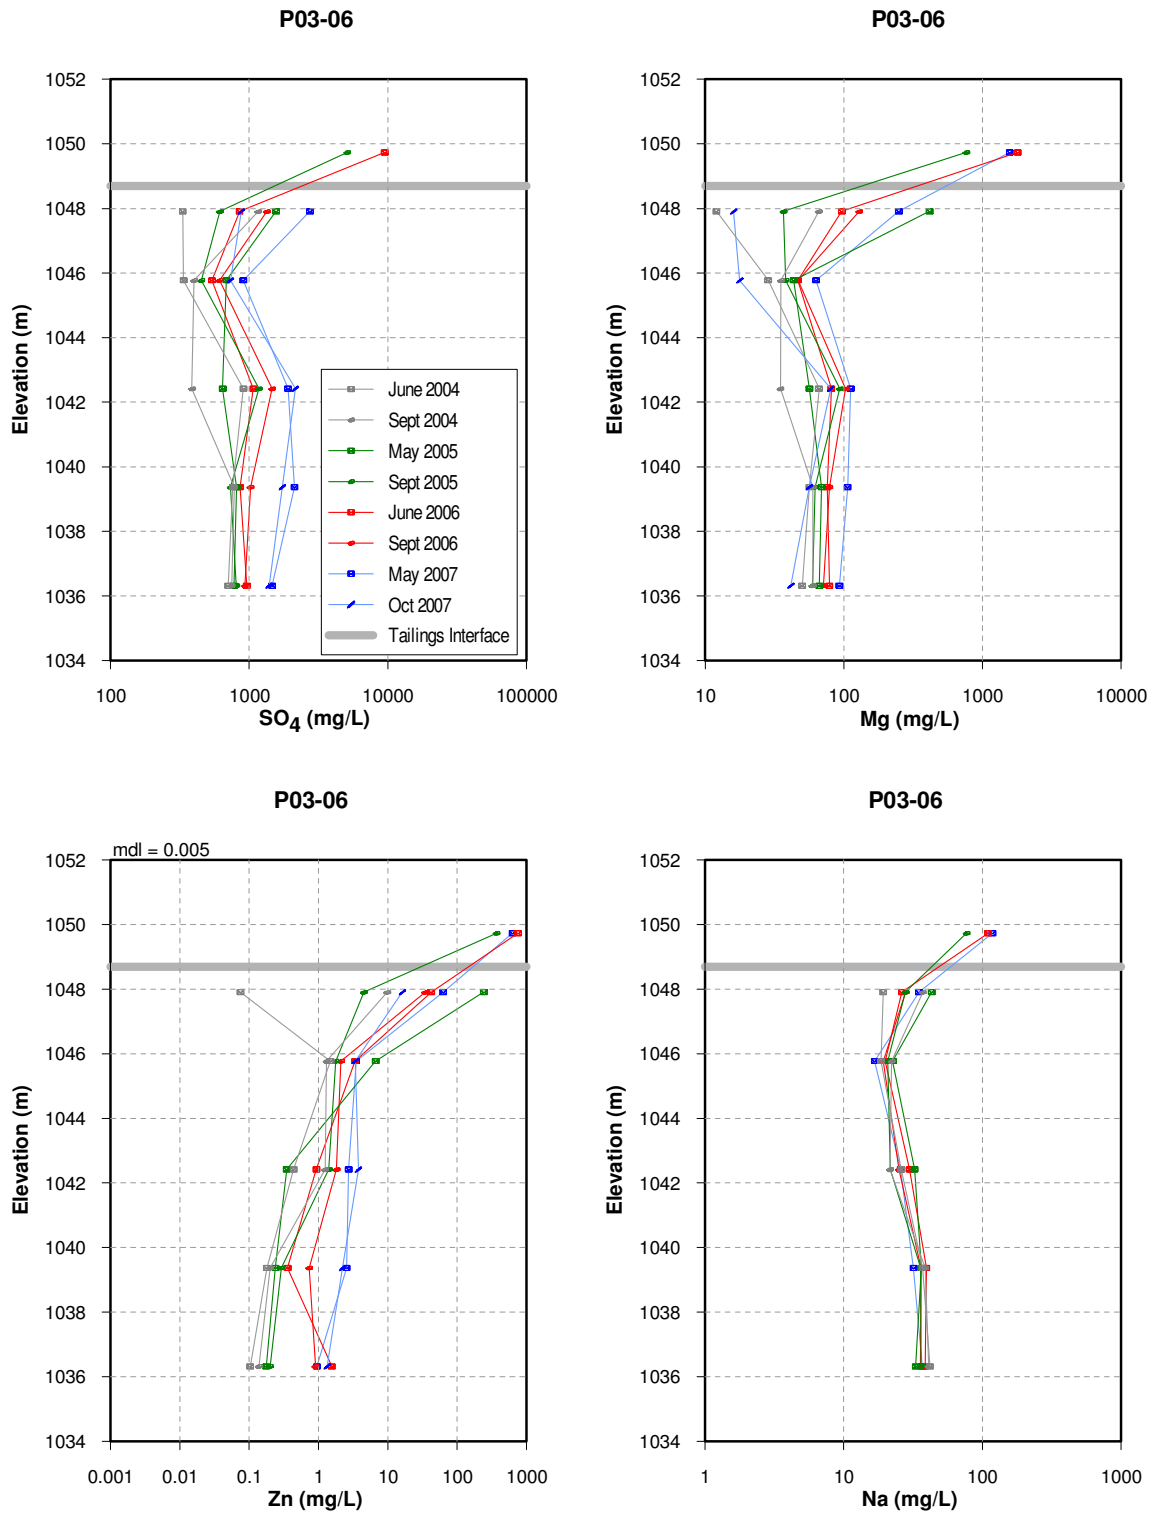 P03-06
1052
1050
1048
1046
1044
1042
1040
1038
1036
1034
Elevation (m)
100 1000 10000 100000
SO4 (mg/L)
June 2004
Sept 2004
May 2005
Sept 2005
June 2006
Sept 2006
May 2007
Oct 2007
Tailings Interface
P03-06
1052
1050
1048
1046
1044
1042
1040
1038
1036
1034
Elevation (m)
10 100 1000 10000
Mg (mg/L)
P03-06
mdl = 0.005
1052
1050
1048
1046
1044
1042
1040
1038
1036
1034
Elevation (m)
0.001 0.01 0.1 1 10 100 1000
Zn (mg/L)
P03-06
1052
1050
1048
1046
1044
1042
1040
1038
1036
1034
Elevation (m)
1 10 100 1000
Na (mg/L)